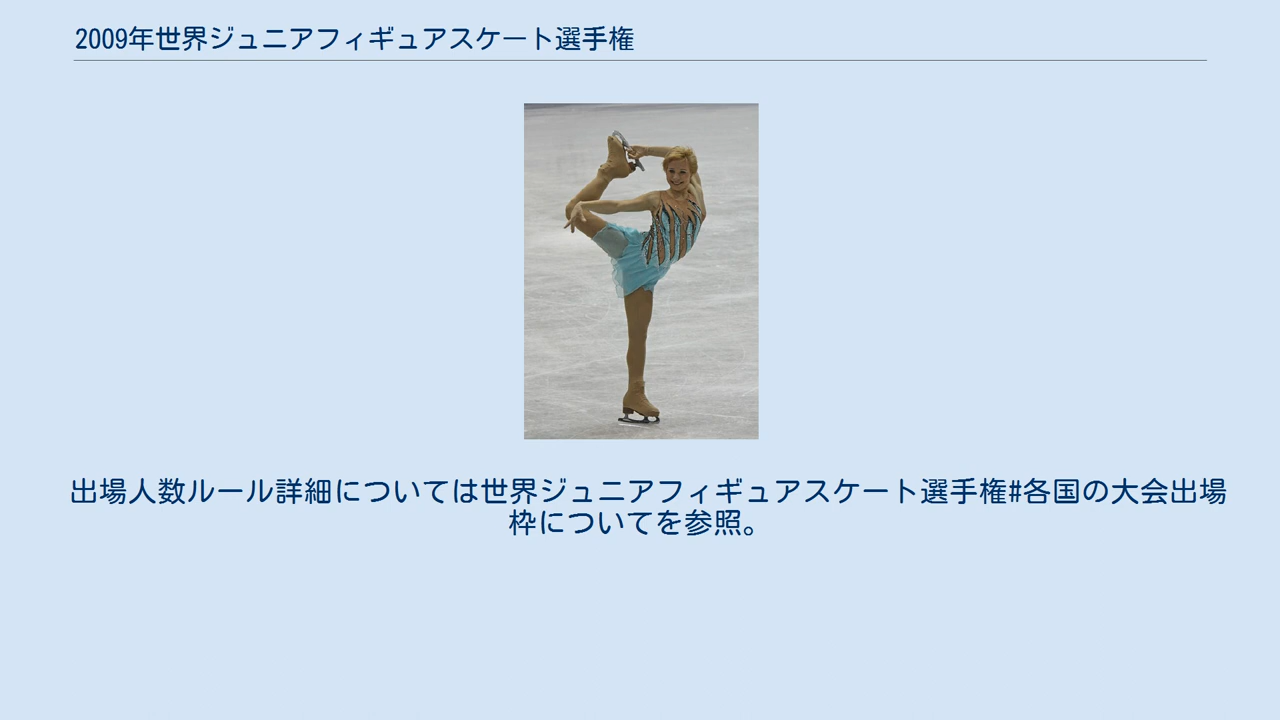 2009年世界ジュニアフィギュアスケート選手権
出場人数ルール詳細については世界ジュニアフィギュアスケート選手権#各国の大会出場
枠についてを参照。